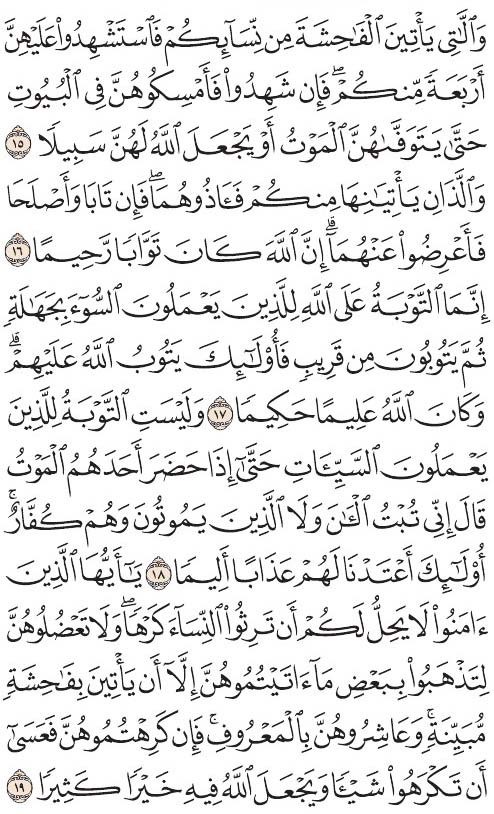 وَٱلَّٰتِى يَأۡتِينَ ٱلۡفَٰحِشَةَ مِن نِّسَآئِكُمۡ فَٱسۡتَشۡهِدُواْ عَلَيۡهِنَّ
أَرۡبَعَةٗ مِّنكُمۡۖ فَإِن شَهِدُواْ فَأَمۡسِكُوهُنَّ فِى ٱلۡبُيُوتِ
حَتَّىٰ يَتَوَفَّىٰهُنَّ ٱلۡمَوۡتُ أَوۡ يَجۡعَلَ ٱللَّهُ لَهُنَّ سَبِيلٗا ١٥
وَٱلَّذَانِ يَأۡتِيَٰنِهَا مِنكُمۡ فَـَٔاذُوهُمَاۖ فَإِن تَابَا وَأَصۡلَحَا
فَأَعۡرِضُواْ عَنۡهُمَآۗ إِنَّ ٱللَّهَ كَانَ تَوَّابٗا رَّحِيمًا ١٦
إِنَّمَا ٱلتَّوۡبَةُ عَلَى ٱللَّهِ لِلَّذِينَ يَعۡمَلُونَ ٱلسُّوٓءَ بِجَهَٰلَةٖ
ثُمَّ يَتُوبُونَ مِن قَرِيبٖ فَأُوْلَٰٓئِكَ يَتُوبُ ٱللَّهُ عَلَيۡهِمۡۗ
وَكَانَ ٱللَّهُ عَلِيمًا حَكِيمٗا ١٧ وَلَيۡسَتِ ٱلتَّوۡبَةُ لِلَّذِينَ
يَعۡمَلُونَ ٱلسَّيِّـَٔاتِ حَتَّىٰٓ إِذَا حَضَرَ أَحَدَهُمُ ٱلۡمَوۡتُ
قَالَ إِنِّى تُبۡتُ ٱلۡـَٰٔنَ وَلَا ٱلَّذِينَ يَمُوتُونَ وَهُمۡ كُفَّارٌۚ
أُوْلَٰٓئِكَ أَعۡتَدۡنَا لَهُمۡ عَذَابًا أَلِيمٗا ١٨ يَٰٓأَيُّهَا ٱلَّذِينَ
ءَامَنُواْ لَا يَحِلُّ لَكُمۡ أَن تَرِثُواْ ٱلنِّسَآءَ كَرۡهٗاۖ وَلَا تَعۡضُلُوهُنَّ
لِتَذۡهَبُواْ بِبَعۡضِ مَآ ءَاتَيۡتُمُوهُنَّ إِلَّآ أَن يَأۡتِينَ بِفَٰحِشَةٖ
مُّبَيِّنَةٖۚ وَعَاشِرُوهُنَّ بِٱلۡمَعۡرُوفِۚ فَإِن كَرِهۡتُمُوهُنَّ فَعَسَىٰٓ
أَن تَكۡرَهُواْ شَيۡـٔٗا وَيَجۡعَلَ ٱللَّهُ فِيهِ خَيۡرٗا كَثِيرٗا ١٩